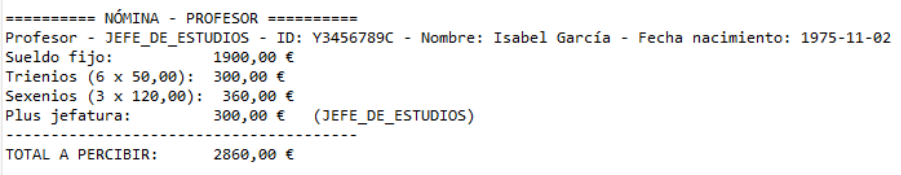 ========== NÓMINA - PROFESOR ==========
Profesor - JEFE_DE_ESTUDIOS - ID: Y3456789C - Nombre: Isabel García - Fecha nacimiento: 1975-11-02
Sueldo fijo:           1900,00 €
Trienios (6 x 50,00):  300,00 €
Sexenios (3 x 120,00):  360,00 €
Plus jefatura:         300,00 €   (JEFE_DE_ESTUDIOS)
---------------------------------------
TOTAL A PERCIBIR:      2860,00 €